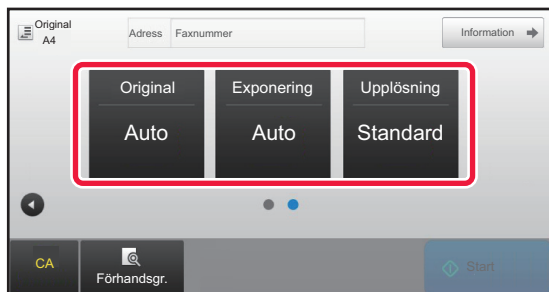 Original
A4
Adress Faxnummer
Information
Original Exponering Upplösning
Auto Auto Standard
CA
Förhandsgr.
Start